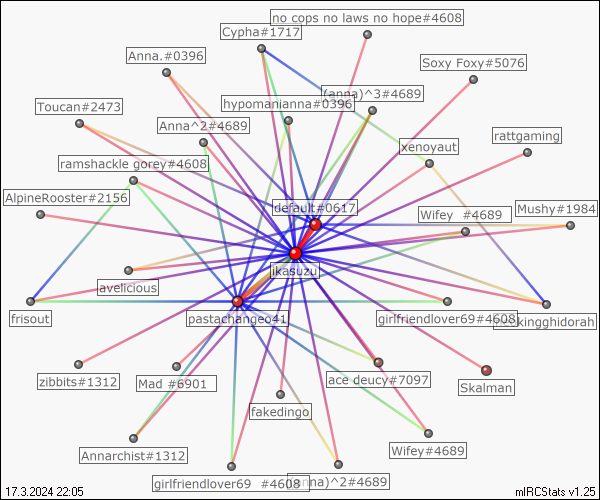 no cops no laws no hope#4608
Cypha#1717
Anna.#0396
Soxy Foxy#5076
(anna)^3#4689
hypomanianna#0396
Toucan#2473
Anna^2#4689
rattgaming
xenoyaut
ramshackle gorey#4608
AlpineRooster#2156
default#0617
Wifey #4689
Mushy#1984
jikasuzu
avelicious
frisout
pastachangeo41
girlfriendlover69#4608
kingghidorah
zibbits#1312
Mad #6901
ace deucy#7097
Skalman
fakedingo
Annarchist#1312
Wifey#4689
girlfriendlover69 #4608
nna)^2#4689
17.3.2024 22:05
mIRCStats v1.25